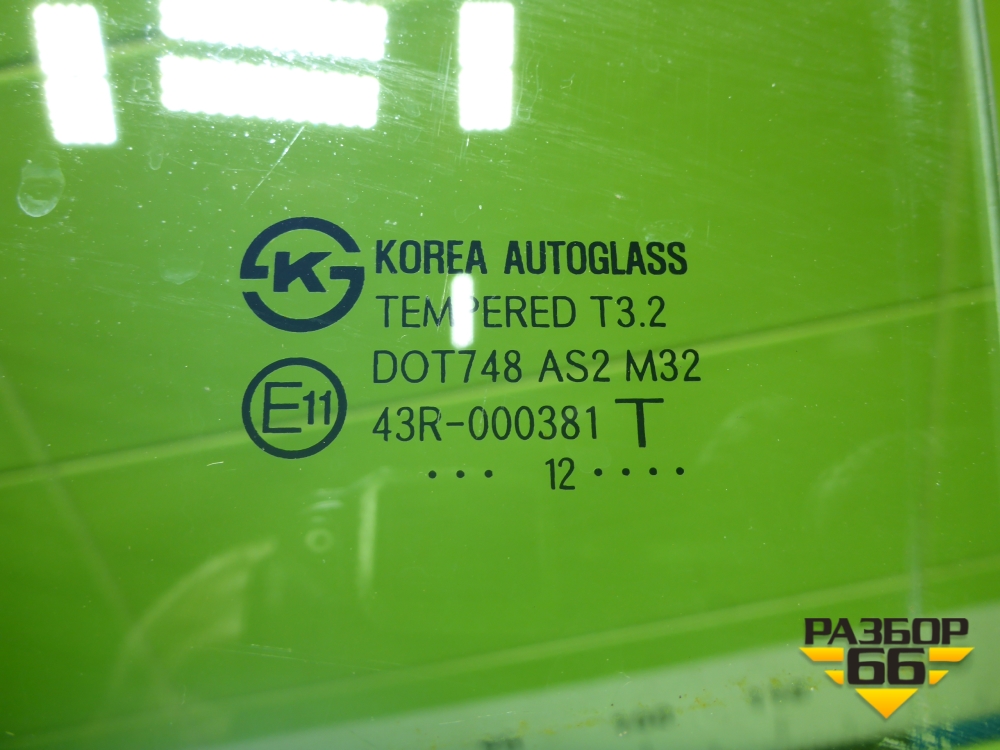 K KOREA AUTOGLASS
TEMPERED T3.2
DOT748 AS2 M32
E11 43R-000381 T
... 12 ....
РАЗБОР
66